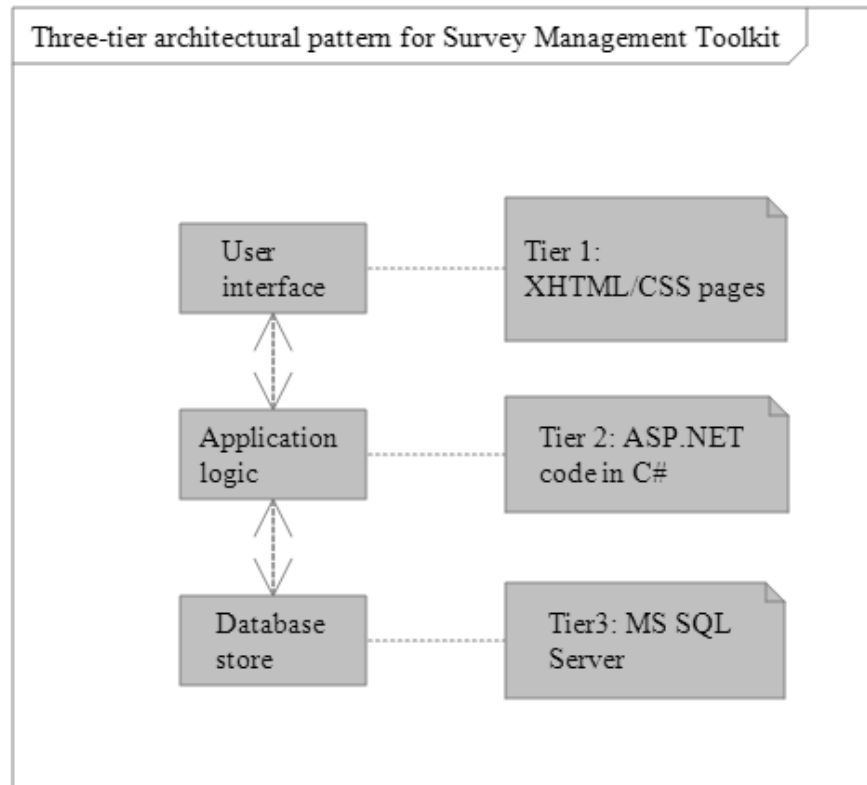 Three-tier architectural pattern for Survey Management Toolkit
User
interface
Tier 1:
XHTML/CSS pages
Application
logic
Tier 2: ASP.NET
code in C#
Database
store
Tier3: MS SQL
Server